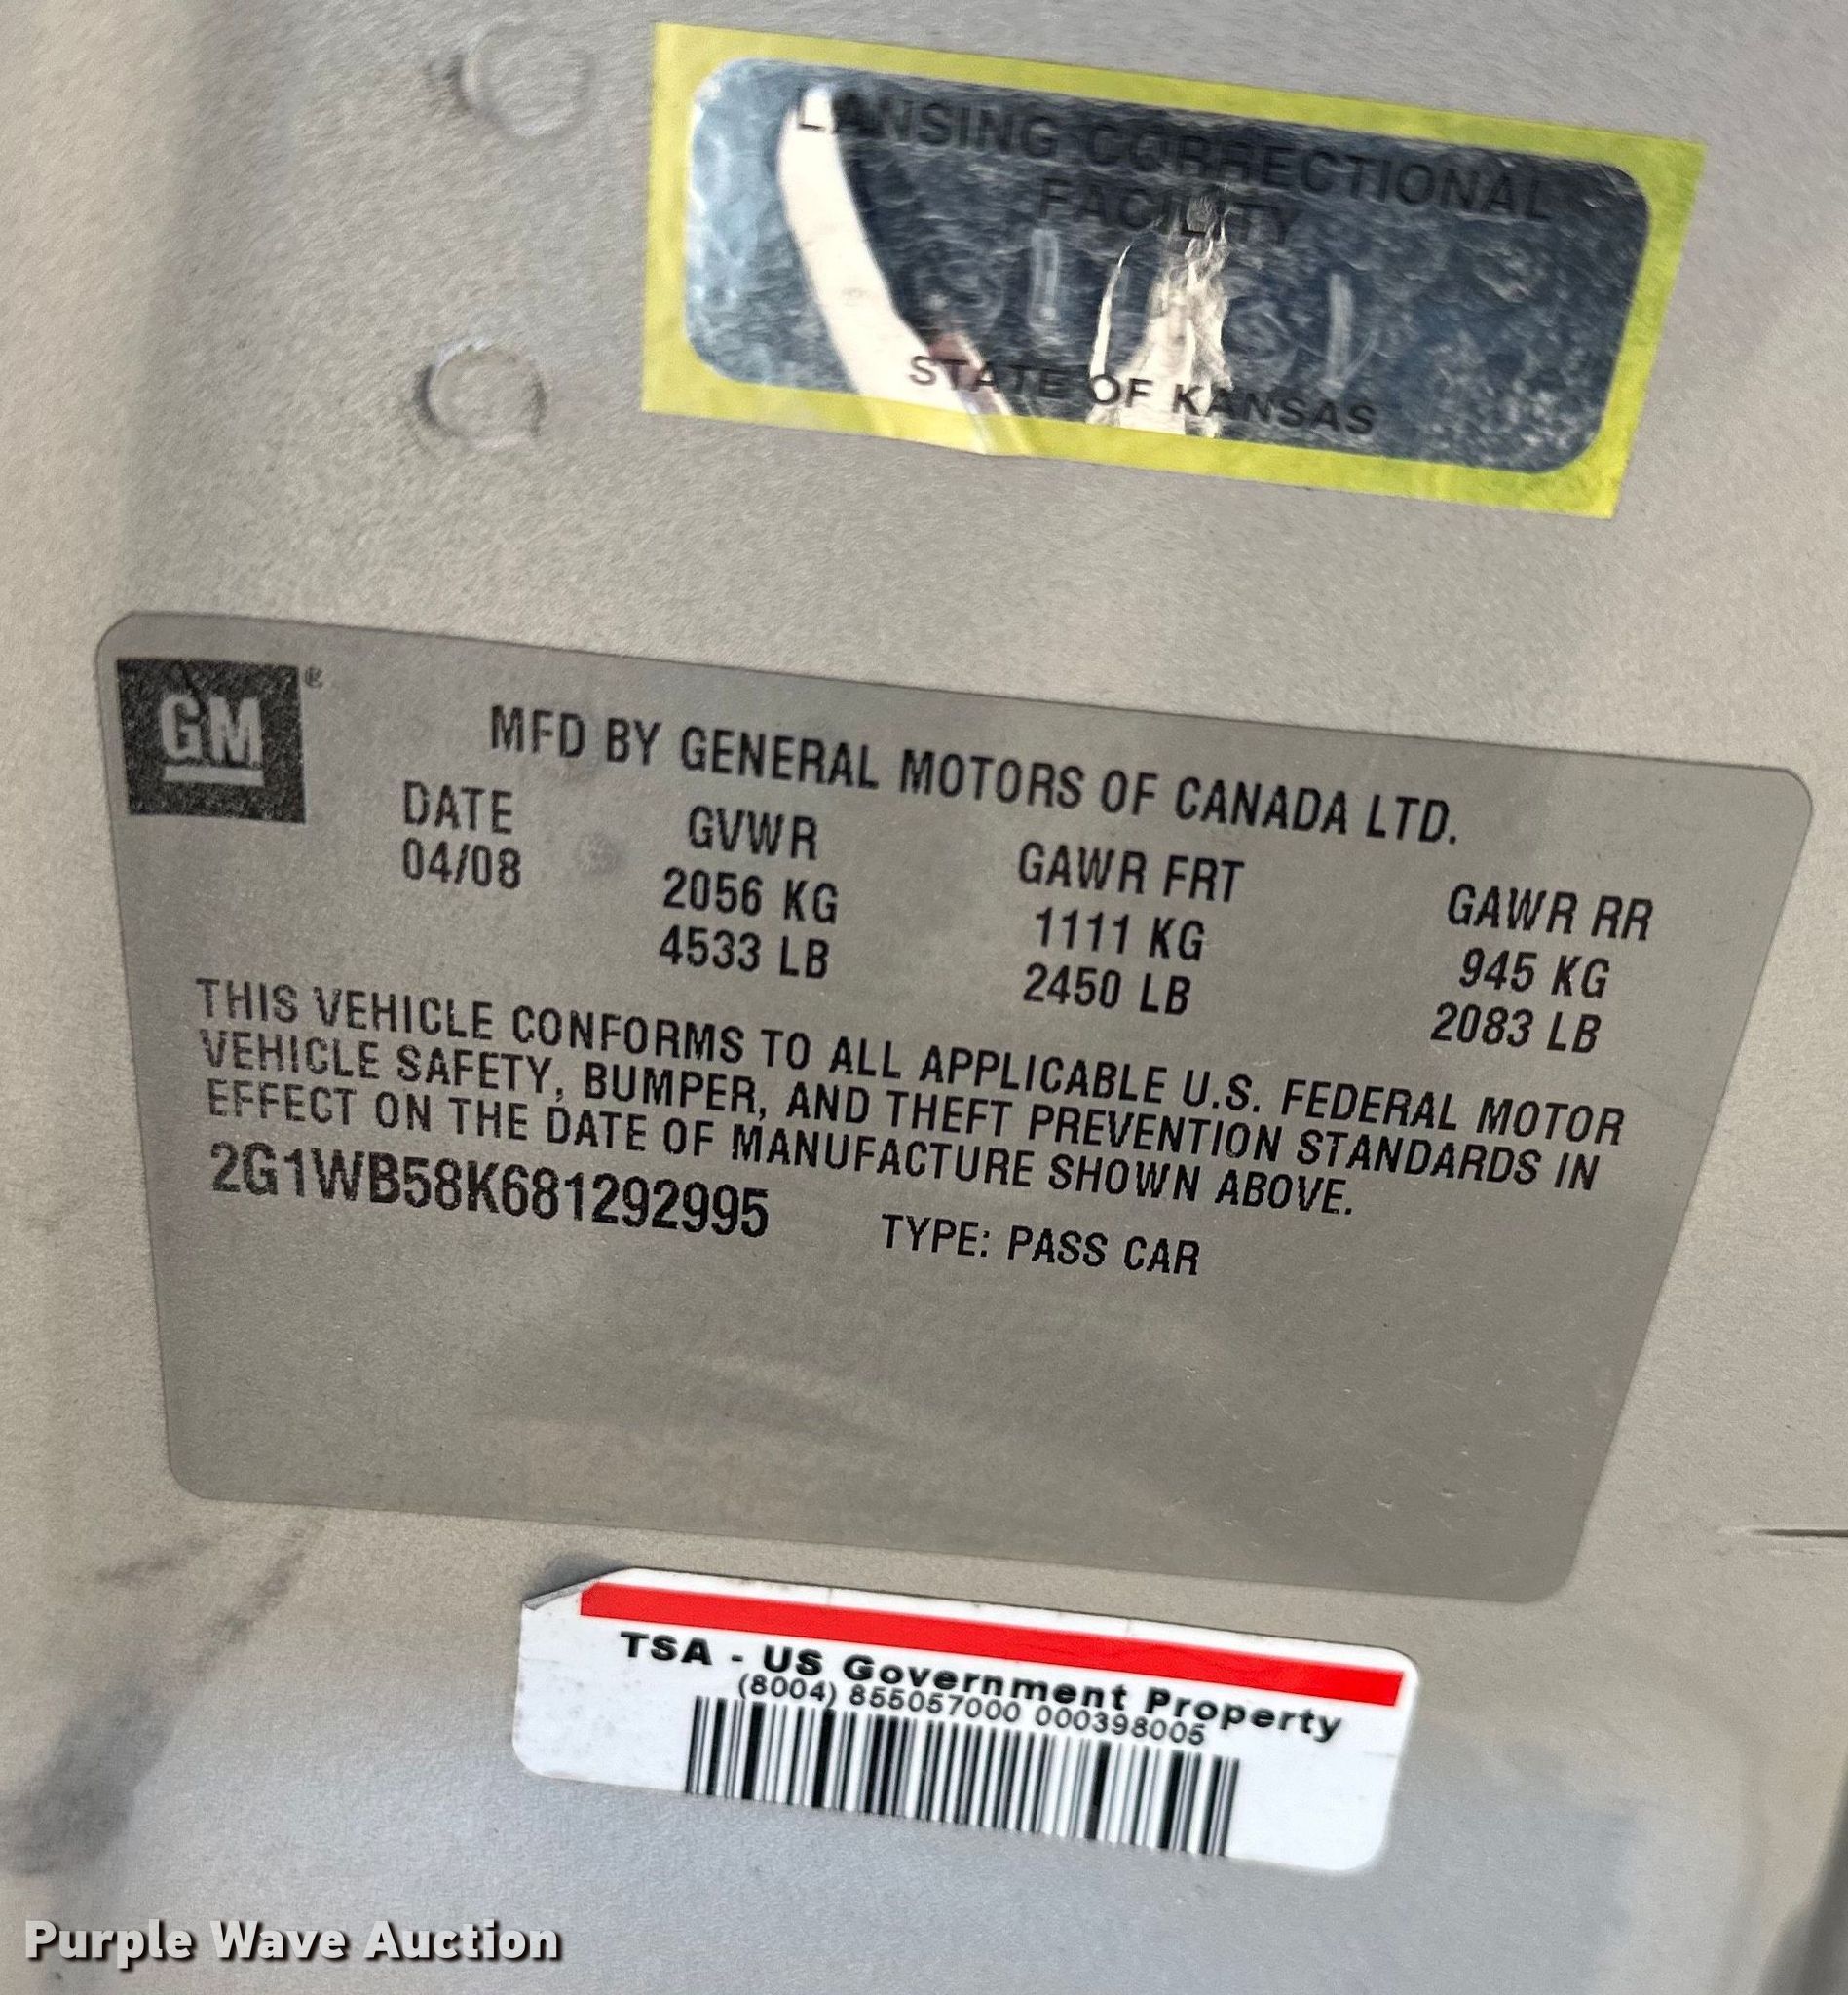 LANSING CORRECTIONAL
FACILITY
STATE OF KANSAS
GM®
MFD BY GENERAL MOTORS OF CANADA LTD.
DATE GVWR GAWR FRT GAWR RR
04/08 2056 KG 1111 KG 945 KG
4533 LB 2450 LB 2083 LB
THIS VEHICLE CONFORMS TO ALL APPLICABLE U.S. FEDERAL MOTOR
VEHICLE SAFETY, BUMPER, AND THEFT PREVENTION STANDARDS IN
EFFECT ON THE DATE OF MANUFACTURE SHOWN ABOVE.
2G1WB58K681292995 TYPE: PASS CAR
TSA - US Government Property
(8004) 855057000 000398005
Purple Wave Auction